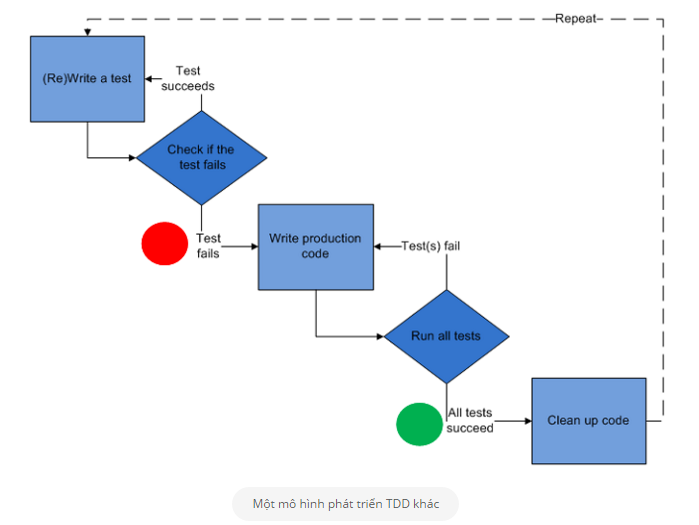 Repeat
(Re)Write a test
Test
succeeds
Check if the
test fails
Test
fails
Write production
code
Test(s) fail
Run all tests
All tests
succeed
Clean up code
Một mô hình phát triển TDD khác